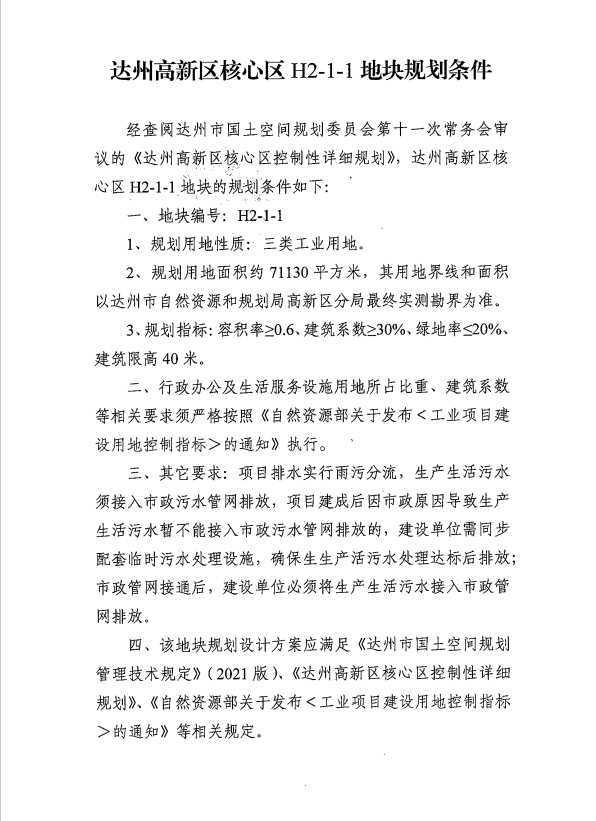 达州高新区核心区 H2-1-1 地块规划条件
经查阅达州市国土空间规划委员会第十一次常务会审
议的《达州高新区核心区控制性详细规划》，达州高新区核
心区 H2-1-1 地块的规划条件如下：
一、地块编号：H2-1-1
1、规划用地性质：三类工业用地。
2、规划用地面积约 71130 平方米，其用地界线和面积
以达州市自然资源和规划局高新区分局最终实测勘界为准。
3、规划指标：容积率≥0.6、建筑系数≥30%、绿地率≤20%、
建筑限高 40 米。
二、行政办公及生活服务设施用地所占比重、建筑系数
等相关要求须严格按照《自然资源部关于发布＜工业项目建
设用地控制指标＞的通知》执行。
三、其它要求：项目排水实行雨污分流，生产生活污水
须接入市政污水管网排放，项目建成后因市政原因导致生产
生活污水暂不能接入市政污水管网排放的，建设单位需同步
配套临时污水处理设施，确保生生产活污水处理达标后排放；
市政管网接通后，建设单位必须将生产生活污水接入市政管
网排放。
四、该地块规划设计方案应满足《达州市国土空间规划
管理技术规定》（2021 版）、《达州高新区核心区控制性详细
规划》、《自然资源部关于发布＜工业项目建设用地控制指标
＞的通知》等相关规定。